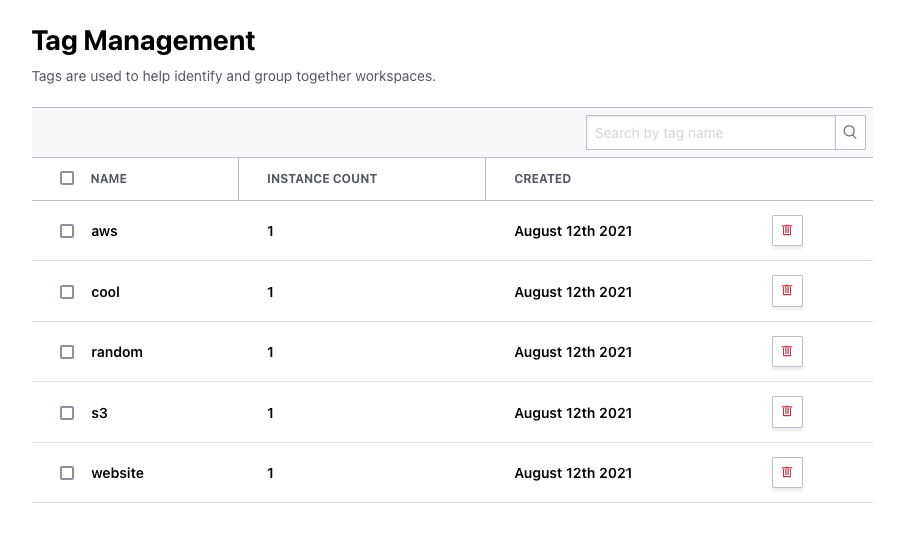 Tag Management
Tags are used to help identify and group together workspaces.
Search by tag name
NAME INSTANCE COUNT CREATED
aws 1 August 12th 2021
cool 1 August 12th 2021
random 1 August 12th 2021
s3 1 August 12th 2021
website 1 August 12th 2021